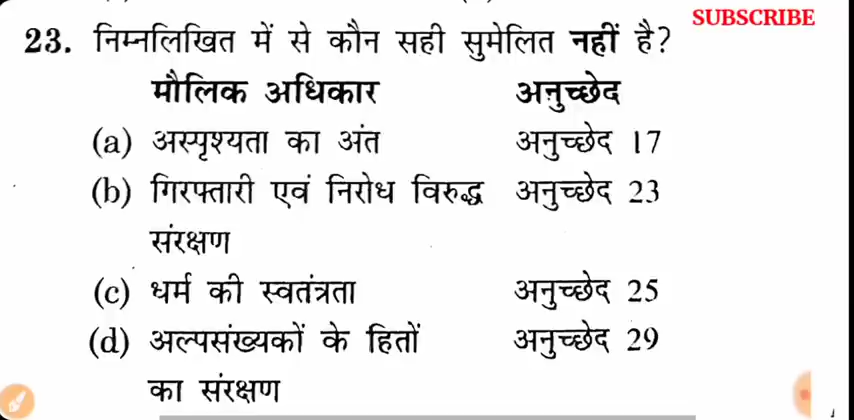 SUBSCRIBE
23. निम्नलिखित में से कौन सही सुमेलित नहीं है?
मौलिक अधिकार अनुच्छेद
(a) अस्पृश्यता का अंत अनुच्छेद 17
(b) गिरफ्तारी एवं निरोध विरुद्ध अनुच्छेद 23
संरक्षण
(c) धर्म की स्वतंत्रता अनुच्छेद 25
(d) अल्पसंख्यकों के हितों अनुच्छेद 29
का संरक्षण